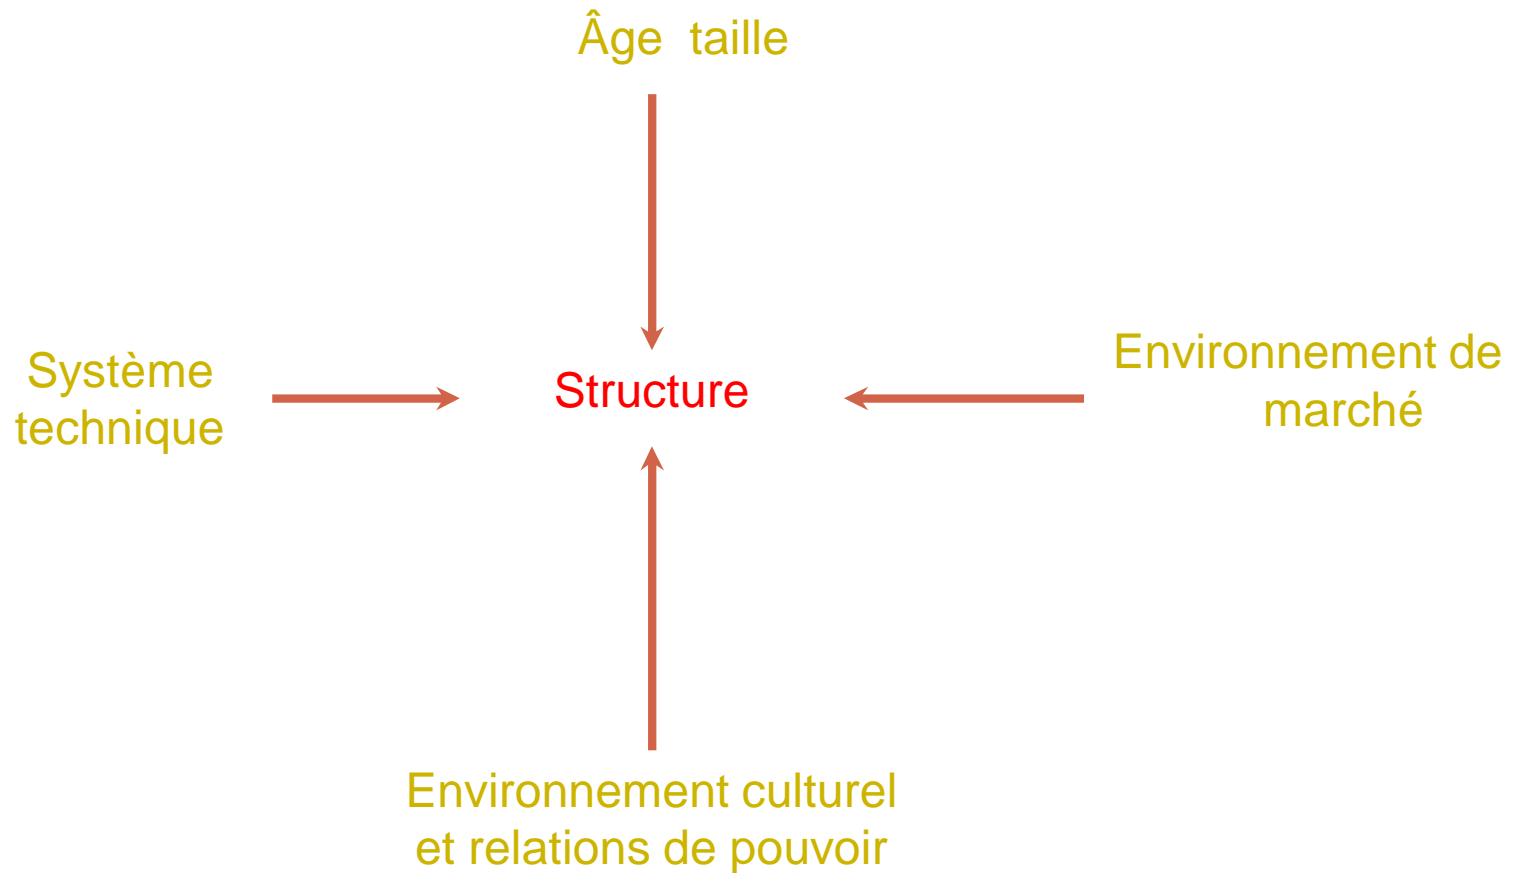 Âge taille
Système
technique
Structure
Environnement de
marché
Environnement culturel
et relations de pouvoir